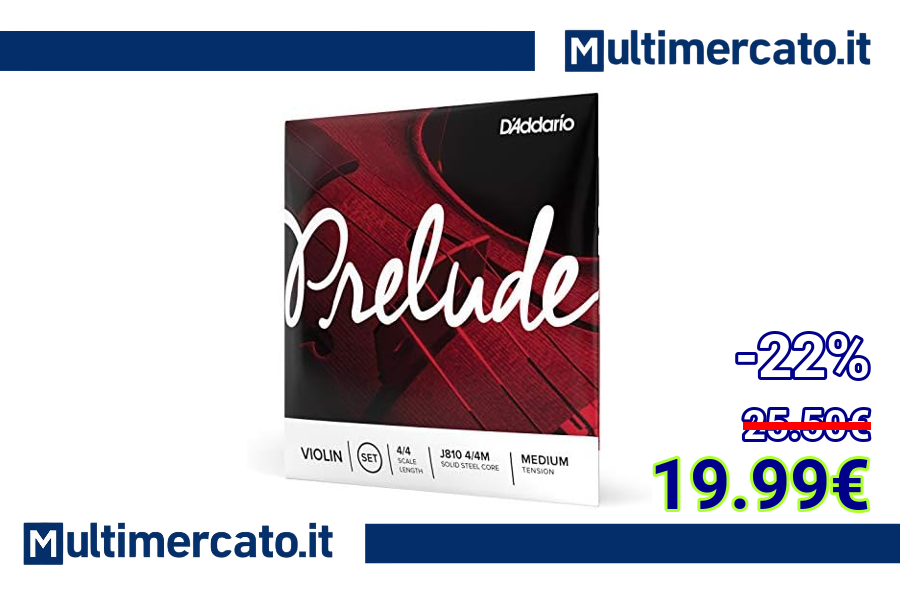 Multimercato.it
D'Addario
Prelude
VIOLIN
SET
4/4
SCALE
LENGTH
J810 4/4M
SOLID STEEL CORE
MEDIUM
TENSION
-22%
25.50€
19.99€
Multimercato.it